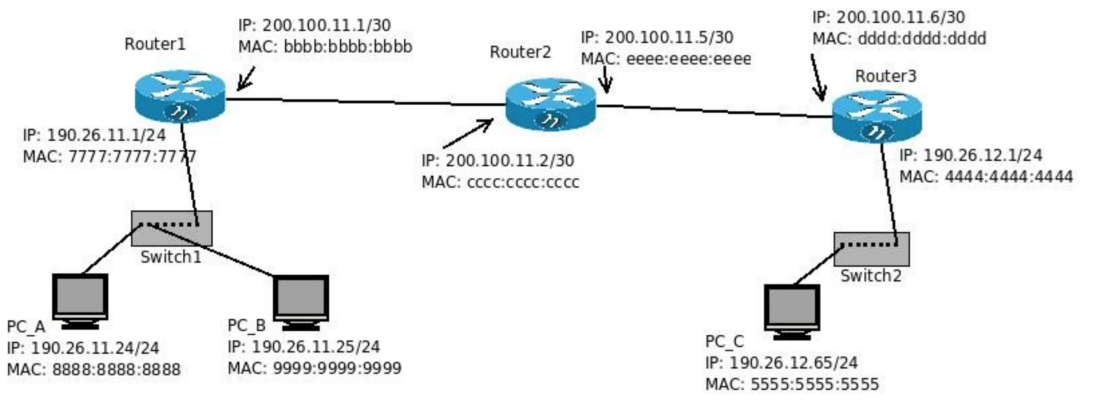 Router1
IP: 200.100.11.1/30
MAC: bbbb:bbbb:bbbb
Router2
IP: 200.100.11.5/30
MAC: eeee:eeee:eeee
IP: 200.100.11.6/30
MAC: dddd:dddd:dddd
Router3
IP: 190.26.11.1/24
MAC: 7777:7777:7777
IP: 200.100.11.2/30
MAC: cccc:cccc:cccc
IP: 190.26.12.1/24
MAC: 4444:4444:4444
Switch1
Switch2
PC_A
IP: 190.26.11.24/24
MAC: 8888:8888:8888
PC_B
IP: 190.26.11.25/24
MAC: 9999:9999:9999
PC_C
IP: 190.26.12.65/24
MAC: 5555:5555:5555